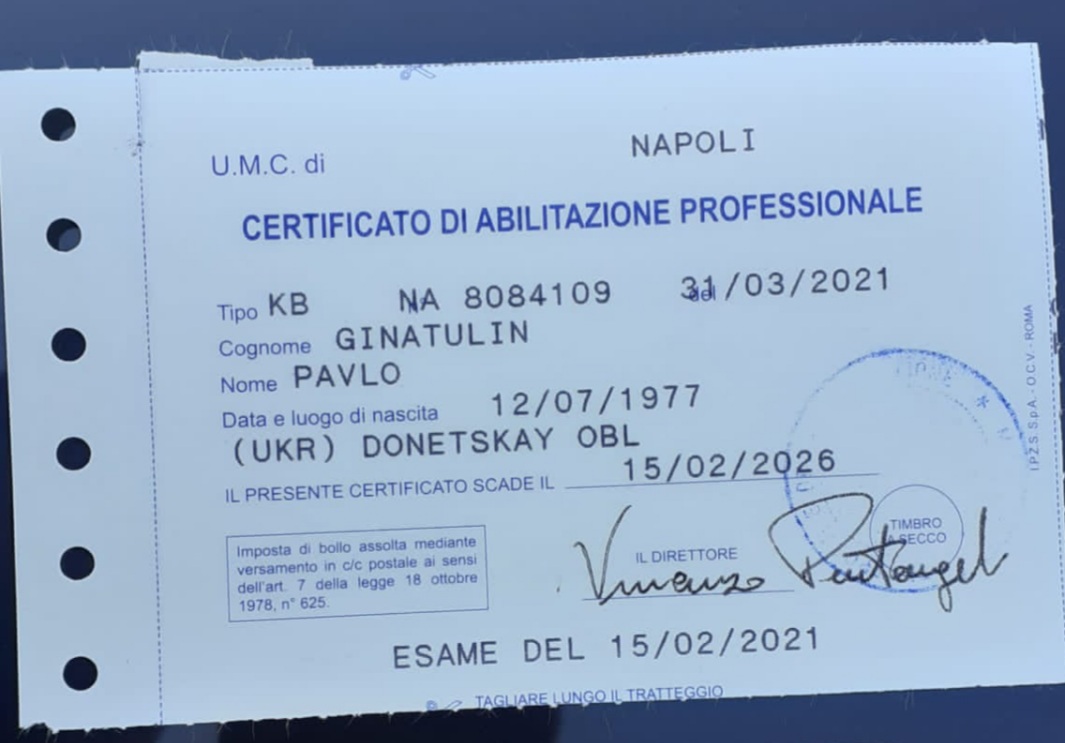 U.M.C. di NAPOLI
CERTIFICATO DI ABILITAZIONE PROFESSIONALE
Tipo KB NA 8084109 31/03/2021
Cognome GINATULIN
Nome PAVLO
Data e luogo di nascita 12/07/1977
(UKR) DONETSKAY OBL
IL PRESENTE CERTIFICATO SCADE IL 15/02/2026
Imposta di bollo assolta mediante
versamento in c/c postale ai sensi
dell'art. 7 della legge 18 ottobre
1978, n° 625.
IL DIRETTORE
TIMBRO
A SECCO
Vincenzo
ESAME DEL 15/02/2021
TAGLIARE LUNGO IL TRATTEGGIO
I.P.Z.S. S.p.A. - O.C.V. - ROMA